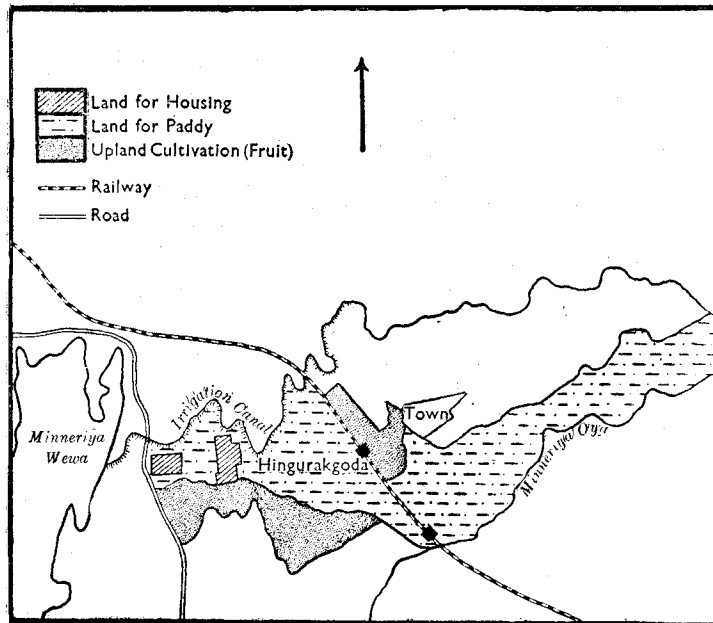 Land for Housing
Land for Paddy
Upland Cultivation (Fruit)
Railway
Road
Irrigation Canal
Town
Minneriya
Wewa
Hingurakgoda
Minneriya Oya